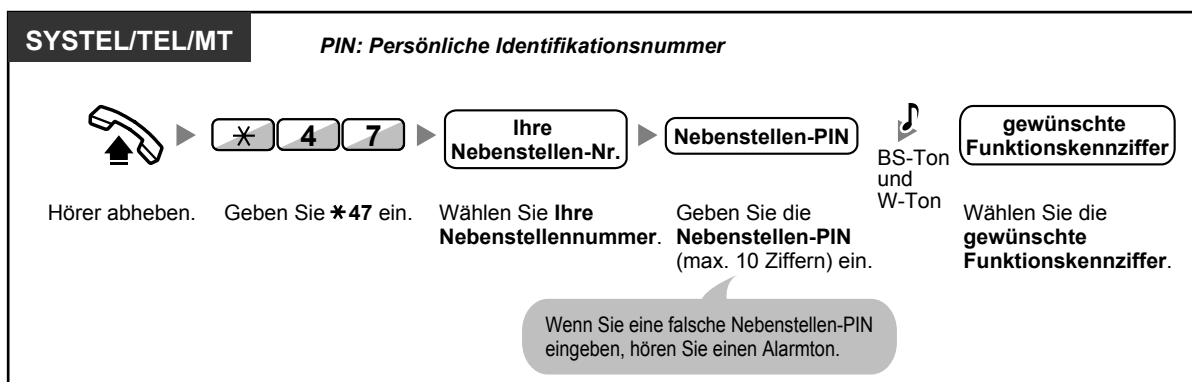 SYSTEL/TEL/MT
PIN: Persönliche Identifikationsnummer
* 4 7
Ihre
Nebenstellen-Nr.
Nebenstellen-PIN
BS-Ton
und
W-Ton
gewünschte
Funktionskennziffer
Hörer abheben.
Geben Sie *47 ein.
Wählen Sie Ihre
Nebenstellennummer.
Geben Sie die
Nebenstellen-PIN
(max. 10 Ziffern) ein.
Wählen Sie die
gewünschte
Funktionskennziffer.
Wenn Sie eine falsche Nebenstellen-PIN
eingeben, hören Sie einen Alarmton.